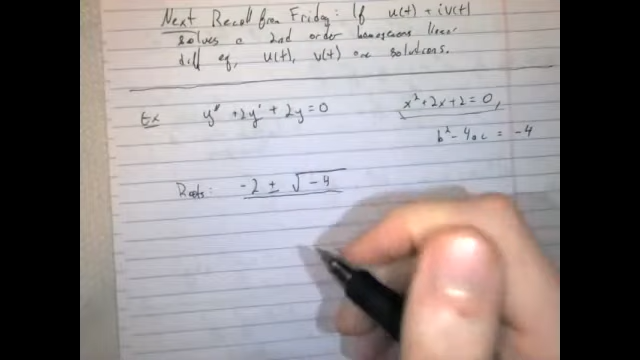 Next Recall from Friday: If u(t) + iv(t)
solves a 2nd order homogenous linear
diff eq, u(t), v(t) are solutions.
Ex y'' + 2y' + 2y = 0 x² + 2x + 2 = 0,
b² - 4ac = -4
Roots: -2 ± √-4